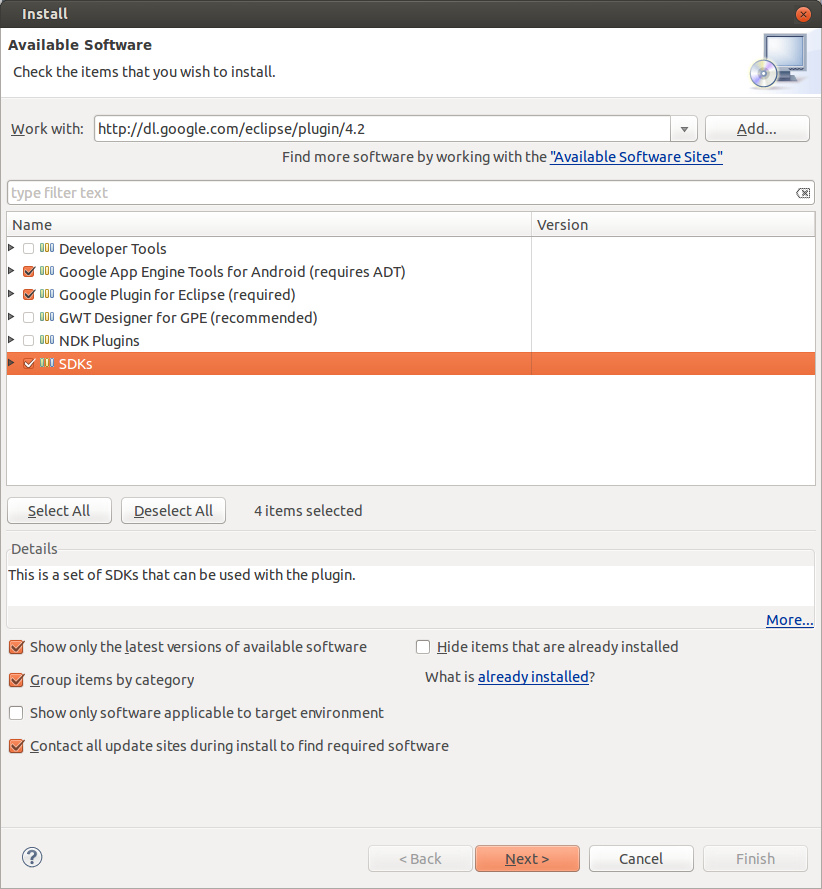 Install
Available Software
Check the items that you wish to install.
Work with: http://dl.google.com/eclipse/plugin/4.2 Add...
Find more software by working with the "Available Software Sites"
type filter text
Name Version
Developer Tools
Google App Engine Tools for Android (requires ADT)
Google Plugin for Eclipse (required)
GWT Designer for GPE (recommended)
NDK Plugins
SDKs
Select All Deselect All 4 items selected
Details
This is a set of SDKs that can be used with the plugin.
More...
Show only the latest versions of available software Hide items that are already installed
Group items by category What is already installed?
Show only software applicable to target environment
Contact all update sites during install to find required software
? < Back Next > Cancel Finish